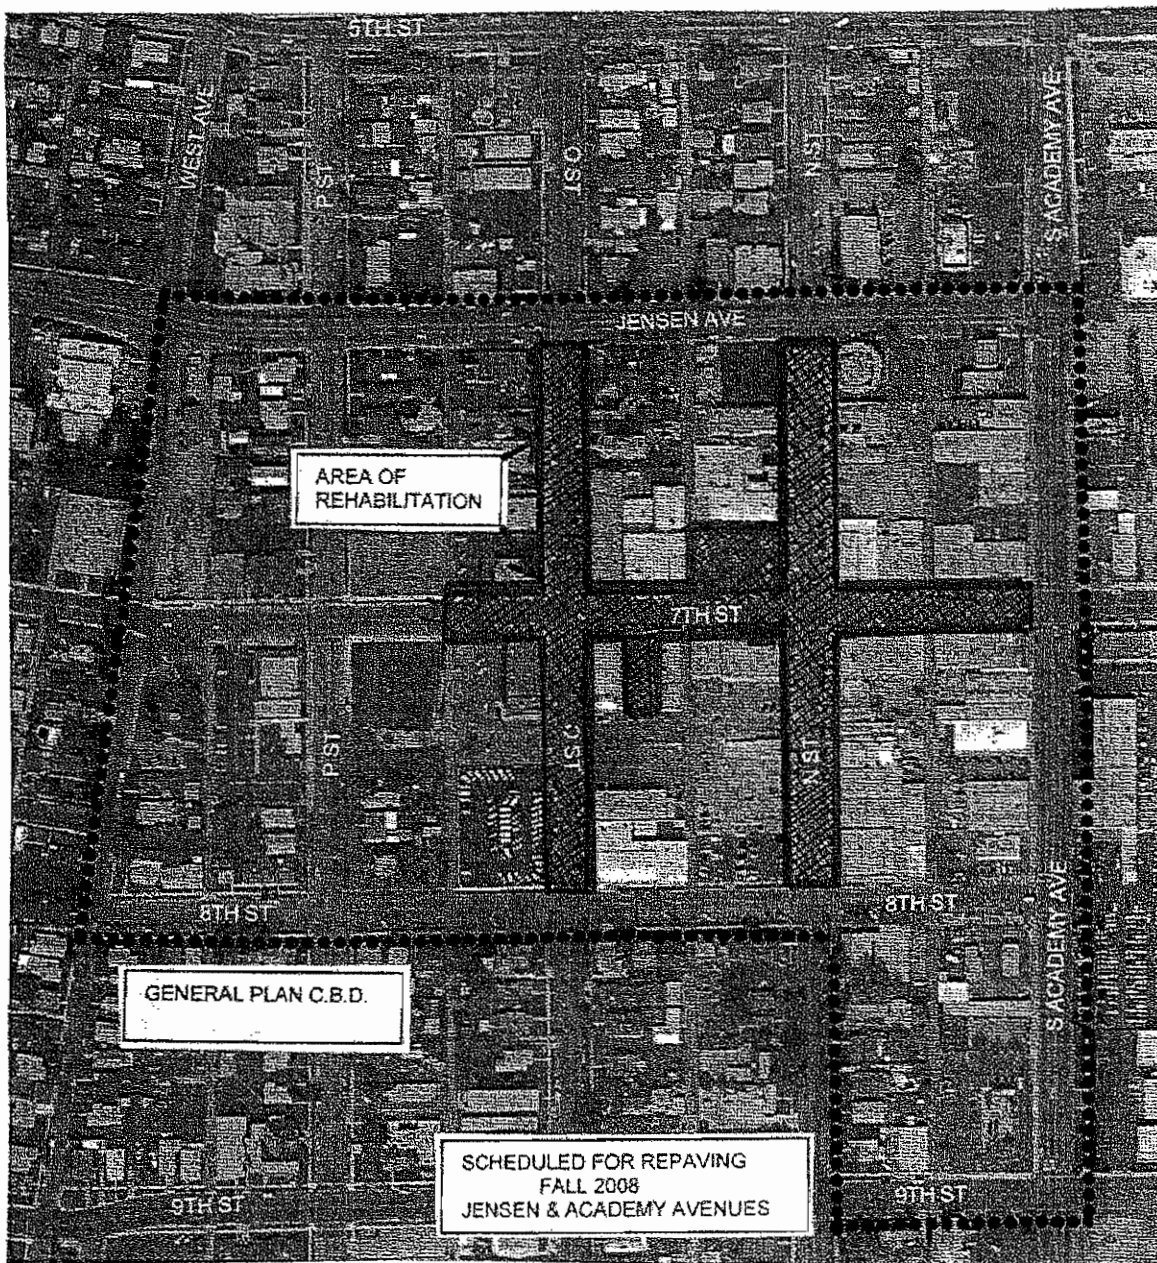 5TH ST
WEST AVE
P ST
O ST
N ST
S ACADEMY AVE
JENSEN AVE
AREA OF
REHABILITATION
7TH ST
P ST
O ST
N ST
8TH ST
8TH ST
S ACADEMY AVE
GENERAL PLAN C.B.D.
SCHEDULED FOR REPAVING
FALL 2008
JENSEN & ACADEMY AVENUES
9TH ST
9TH ST